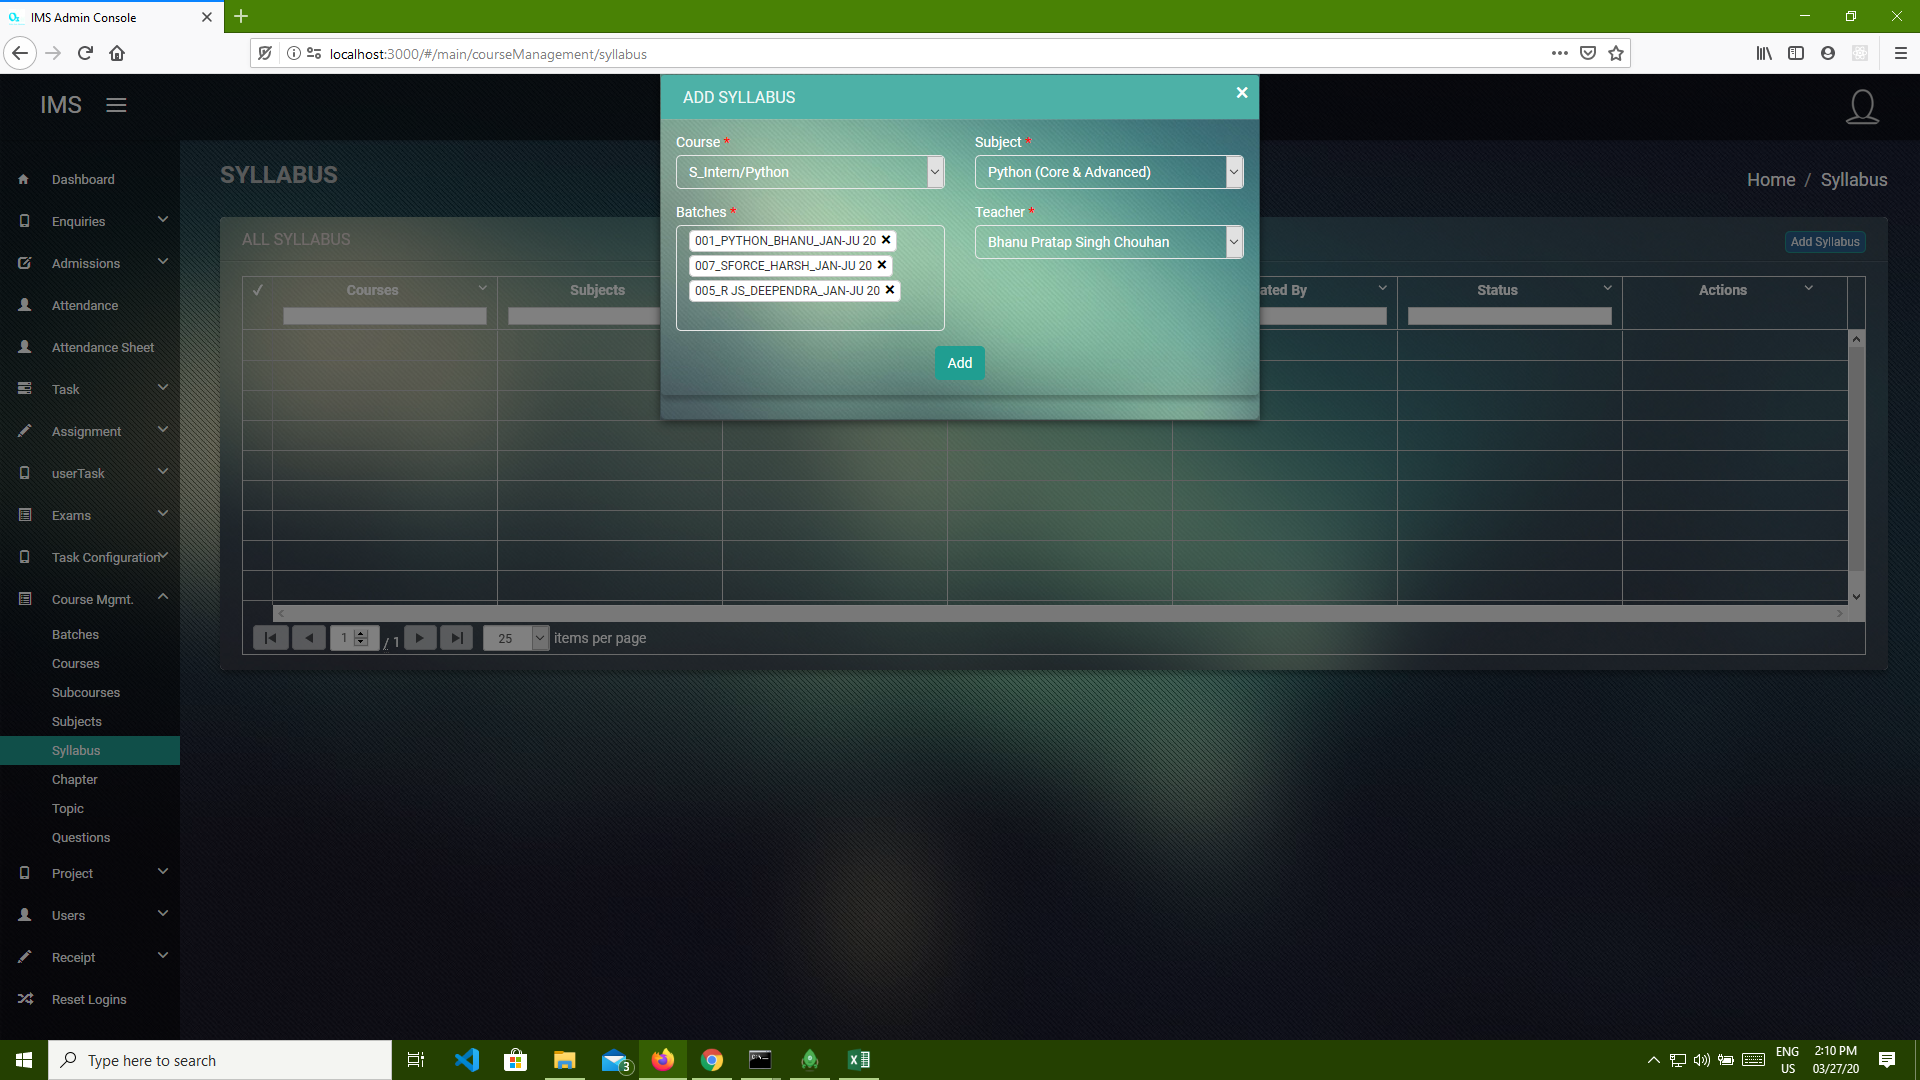 IMS Admin Console
localhost:3000/#/main/courseManagement/syllabus
IMS
ADD SYLLABUS
Course *
Subject *
S_Intern/Python
Python (Core & Advanced)
Batches *
Teacher *
001_PYTHON_BHANU_JAN-JU 20
007_SFORCE_HARSH_JAN-JU 20
005_R JS_DEEPENDRA_JAN-JU 20
Bhanu Pratap Singh Chouhan
Add
Dashboard
Enquiries
Admissions
Attendance
Attendance Sheet
Task
Assignment
userTask
Exams
Task Configuration
Course Mgmt.
Batches
Courses
Subcourses
Subjects
Syllabus
Chapter
Topic
Questions
Project
Users
Receipt
Reset Logins
SYLLABUS
Home / Syllabus
ALL SYLLABUS
Add Syllabus
Courses Subjects ated By Status Actions
1 / 1 25 items per page
Type here to search
3
ENG
US
2:10 PM
03/27/20